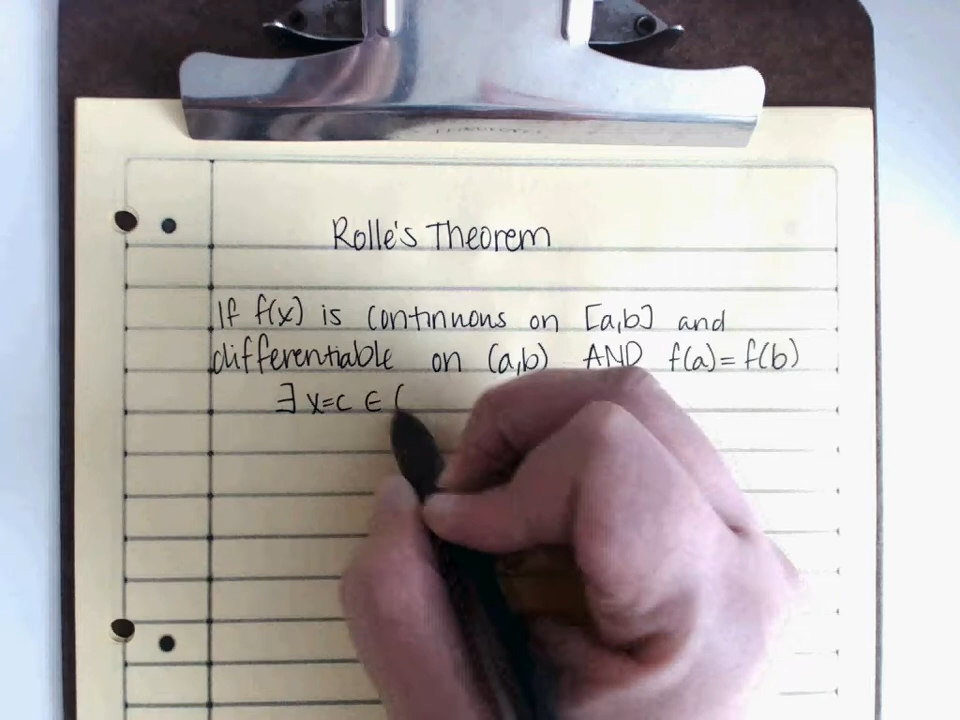 Rolle's Theorem
If f(x) is continuous on [a,b] and
differentiable on (a,b) AND f(a)=f(b)
∃ x=c ∈ (